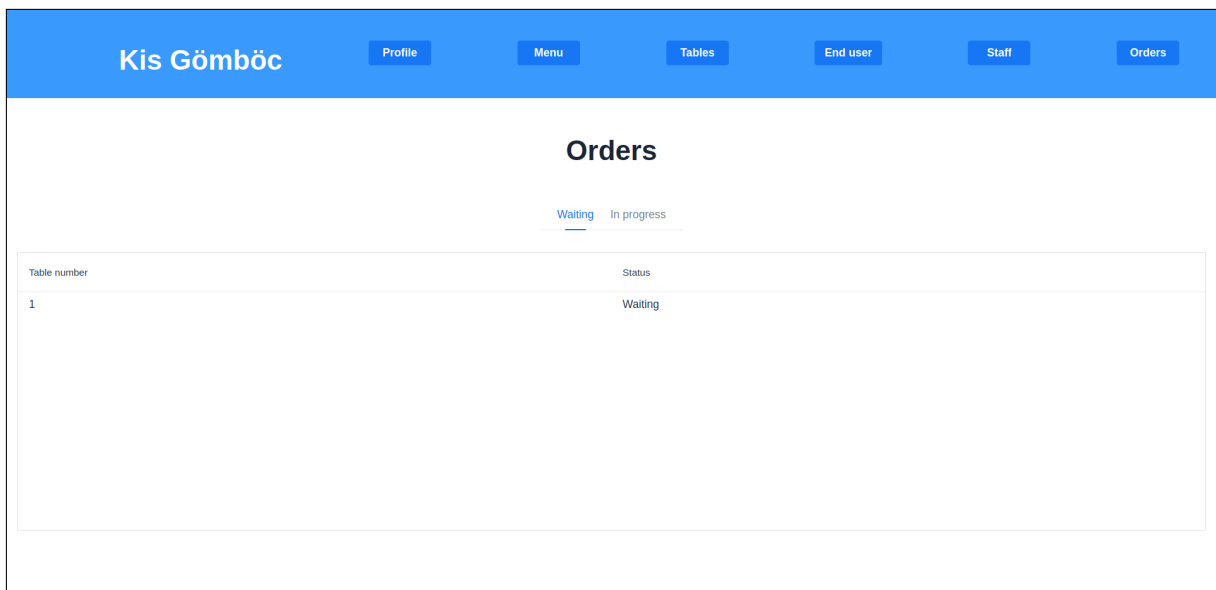 Kis Gömböc
Profile
Menu
Tables
End user
Staff
Orders
Orders
Waiting In progress
Table number Status
1 Waiting